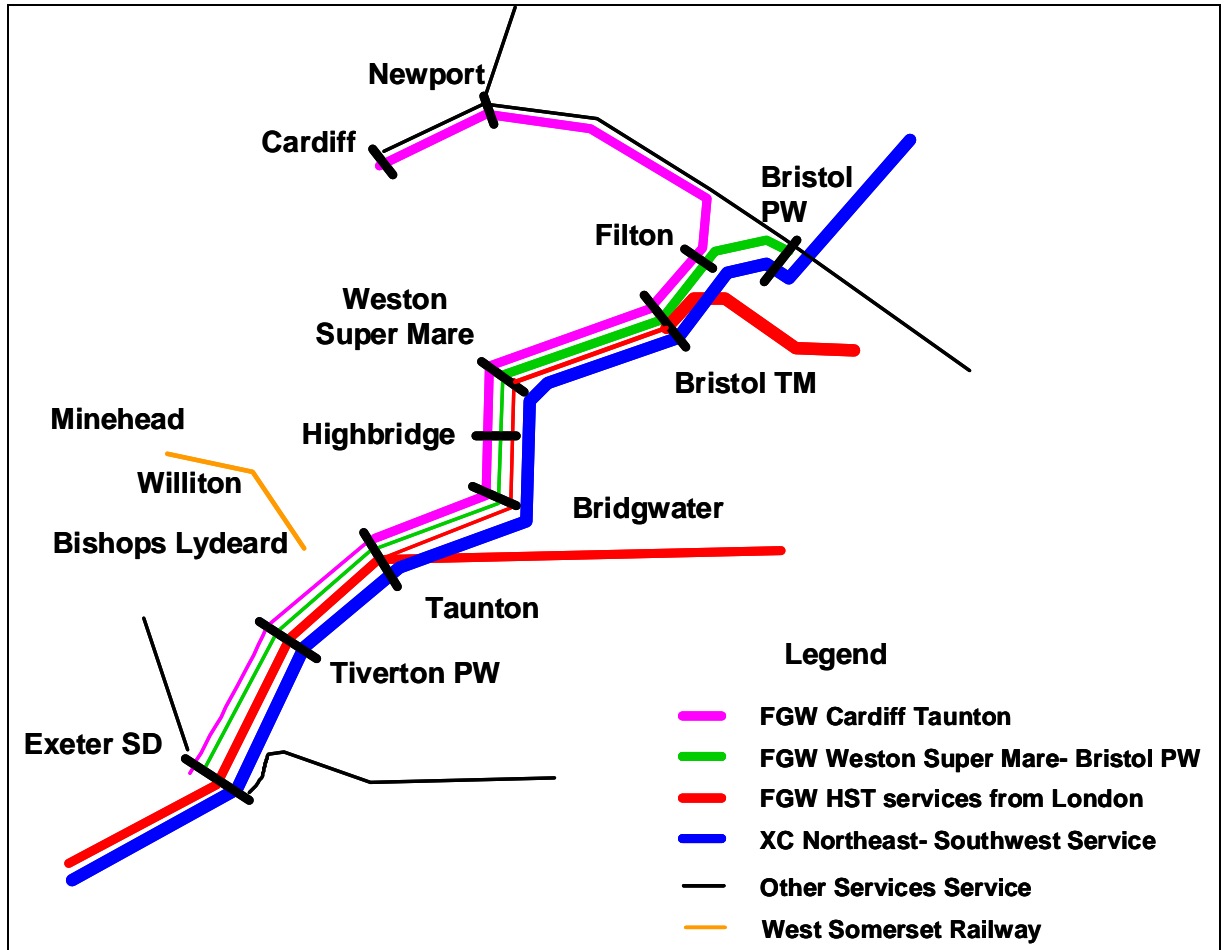 Newport
Cardiff
Bristol
PW
Filton
Weston
Super Mare
Bristol TM
Minehead
Highbridge
Williton
Bridgwater
Bishops Lydeard
Taunton
Legend
Tiverton PW
FGW Cardiff Taunton
Exeter SD
FGW Weston Super Mare- Bristol PW
FGW HST services from London
XC Northeast- Southwest Service
Other Services Service
West Somerset Railway